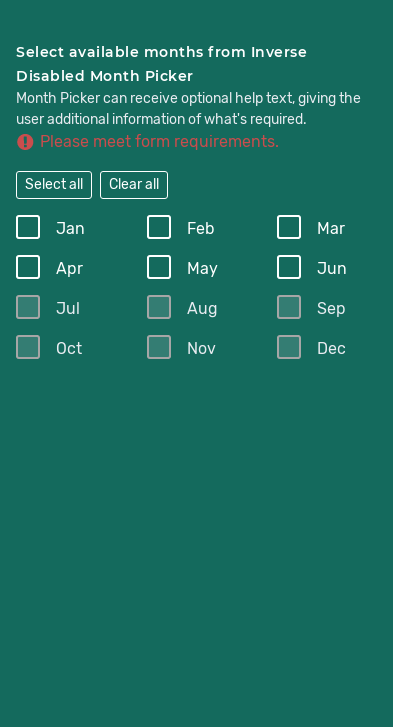 Select available months from Inverse
Disabled Month Picker
Month Picker can receive optional help text, giving the
user additional information of what's required.
Please meet form requirements.
Select all Clear all
Jan Feb Mar
Apr May Jun
Jul Aug Sep
Oct Nov Dec